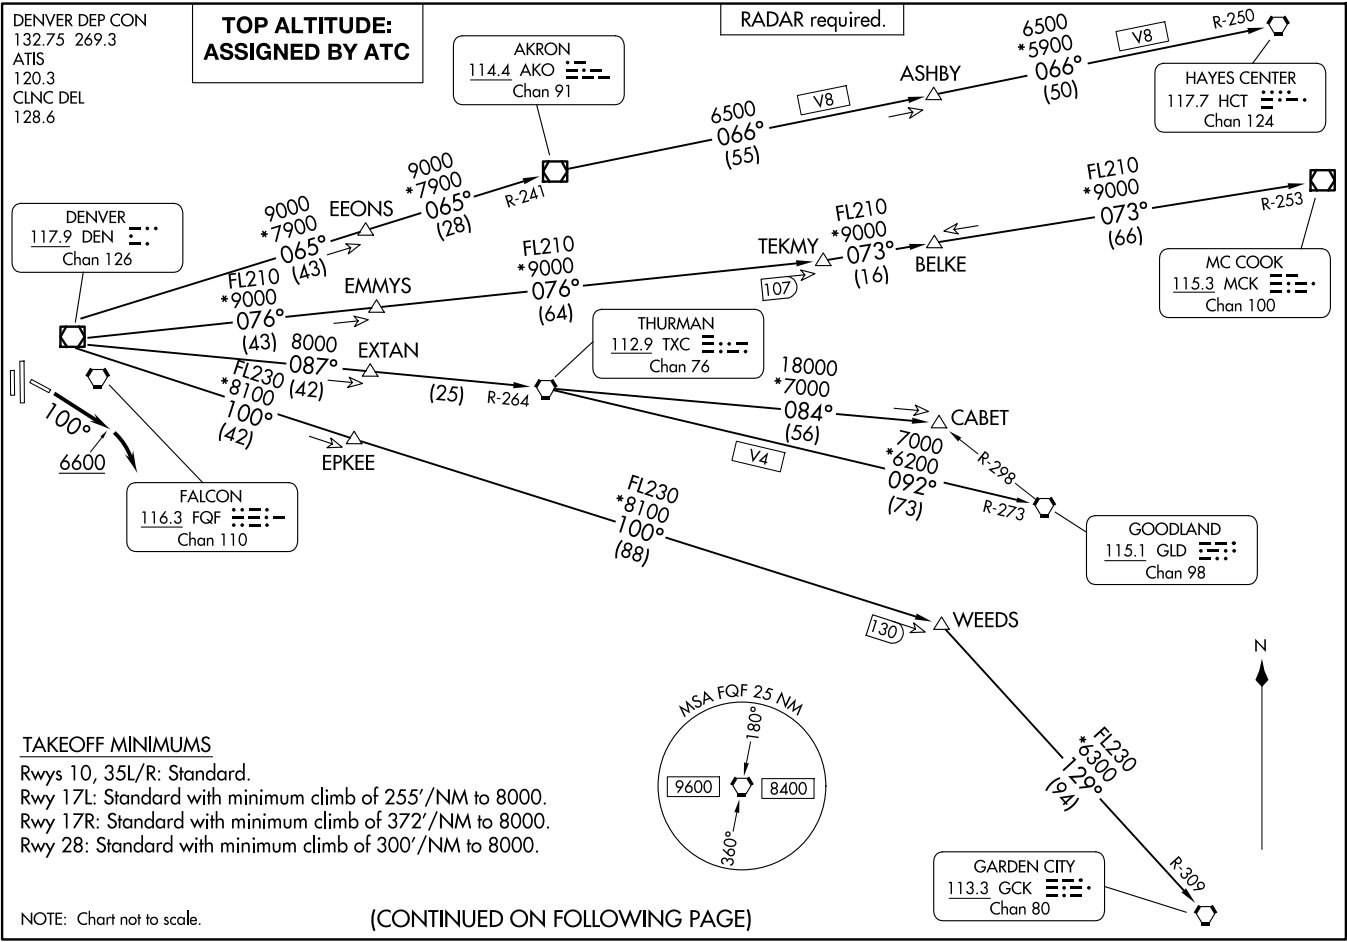 DENVER DEP CON
132.75 269.3
ATIS
120.3
CLNC DEL
128.6
TOP ALTITUDE:
ASSIGNED BY ATC
RADAR required.
AKRON
114.4 AKO
Chan 91
HAYES CENTER
117.7 HCT
Chan 124
R-250
6500
*5900
066°
(50)
V8
ASHBY
6500
066°
(55)
V8
9000
*7900
065°
(28)
R-241
EEONS
9000
*7900
065°
(43)
DENVER
117.9 DEN
Chan 126
FL210
*9000
076°
(43)
EMMYS
FL210
*9000
076°
(64)
TEKMY
107
FL210
*9000
073°
(16)
BELKE
FL210
*9000
073°
(66)
R-253
MC COOK
115.3 MCK
Chan 100
8000
087°
(42)
EXTAN
(25)
R-264
THURMAN
112.9 TXC
Chan 76
18000
*7000
084°
(56)
CABET
R-298
V4
7000
*6200
092°
(73)
R-273
GOODLAND
115.1 GLD
Chan 98
FL230
*8100
100°
(42)
EPKEE
FL230
*8100
100°
(88)
130
WEEDS
100°
6600
FALCON
116.3 FQF
Chan 110
N
FL230
*6300
129°
(94)
R-309
GARDEN CITY
113.3 GCK
Chan 80
MSA FQF 25 NM
180°
9600
8400
360°
TAKEOFF MINIMUMS
Rwys 10, 35L/R: Standard.
Rwy 17L: Standard with minimum climb of 255'/NM to 8000.
Rwy 17R: Standard with minimum climb of 372'/NM to 8000.
Rwy 28: Standard with minimum climb of 300'/NM to 8000.
NOTE: Chart not to scale.
(CONTINUED ON FOLLOWING PAGE)